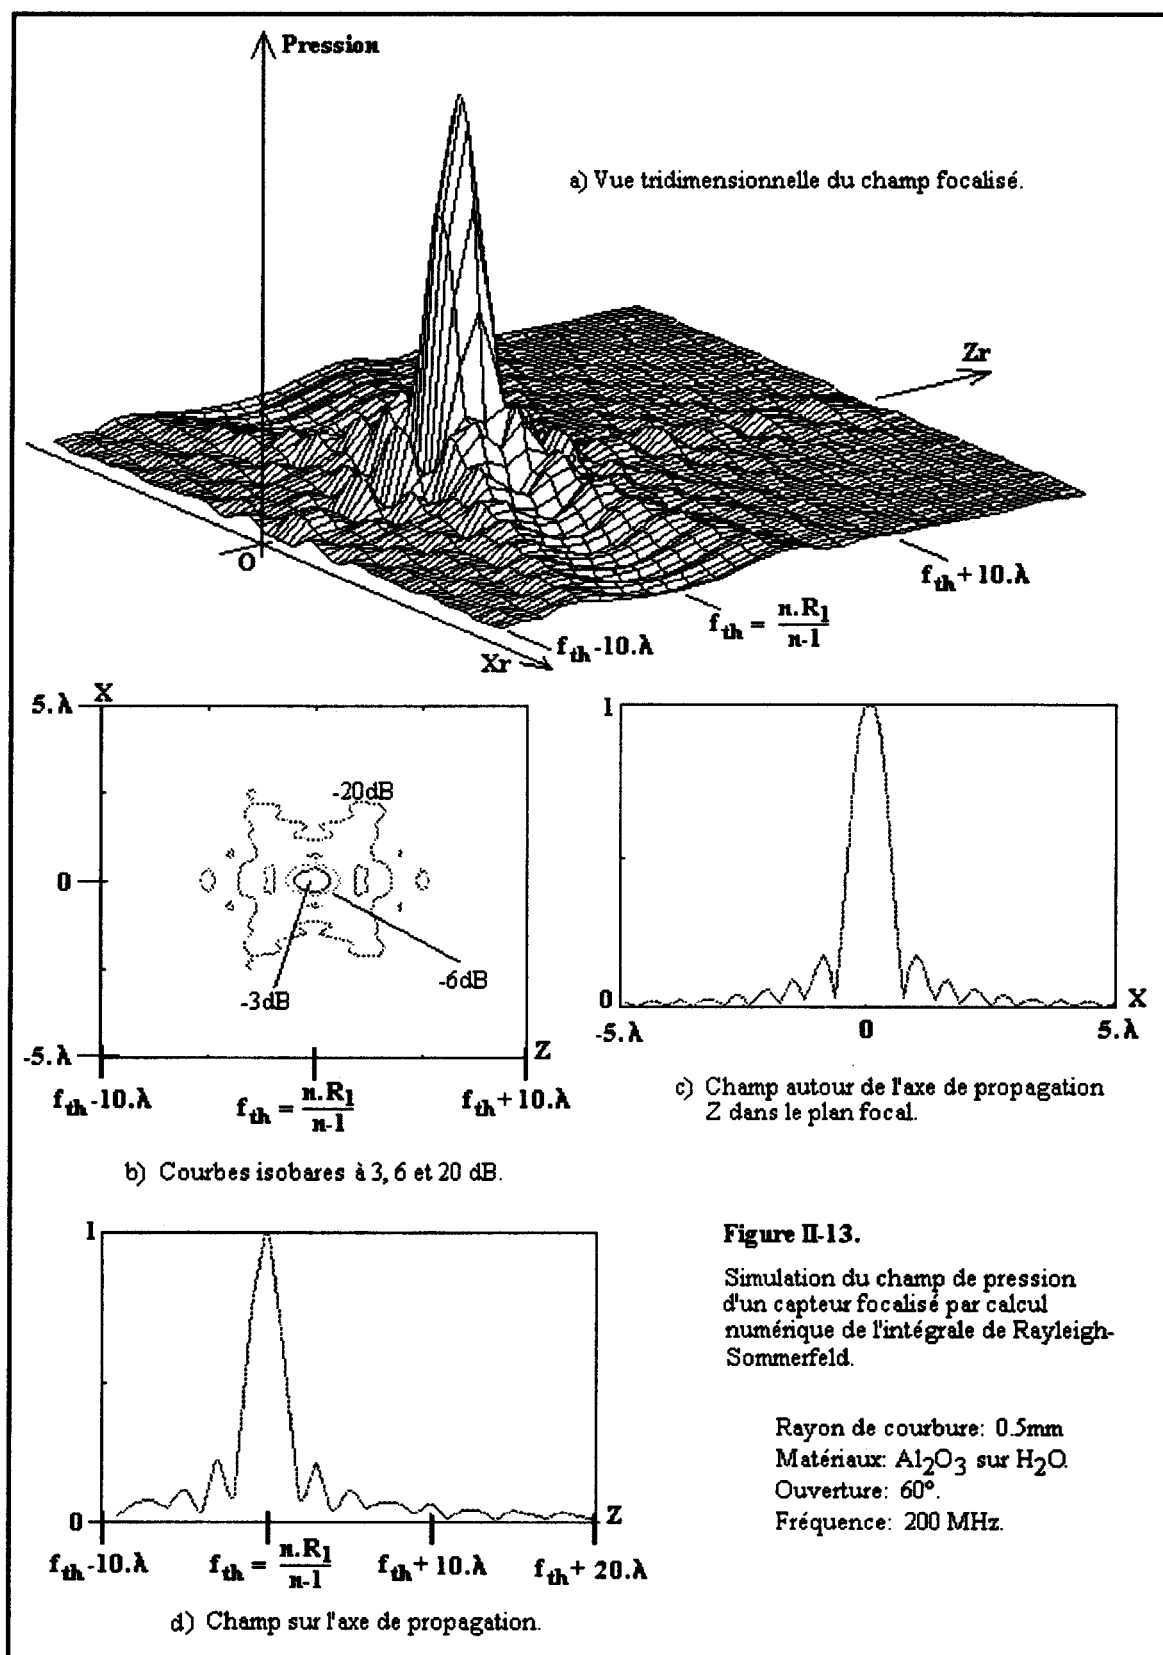 Pression
a) Vue tridimensionnelle du champ focalisé.
Zr
O
f_th + 10.λ
f_th = n.R1 / n-1
f_th -10.λ
Xr
5.λ X
-20dB
0
-3dB
-6dB
-5.λ
Z
f_th -10.λ
f_th = n.R1 / n-1
f_th + 10.λ
b) Courbes isobares à 3, 6 et 20 dB.
1
0
X
-5.λ
0
5.λ
c) Champ autour de l'axe de propagation
Z dans le plan focal.
1
0
Z
f_th -10.λ
f_th = n.R1 / n-1
f_th + 10.λ
f_th + 20.λ
d) Champ sur l'axe de propagation.
Figure II-13.
Simulation du champ de pression
d'un capteur focalisé par calcul
numérique de l'intégrale de Rayleigh-
Sommerfeld.
Rayon de courbure: 0.5mm
Matériaux: Al2O3 sur H2O.
Ouverture: 60°.
Fréquence: 200 MHz.